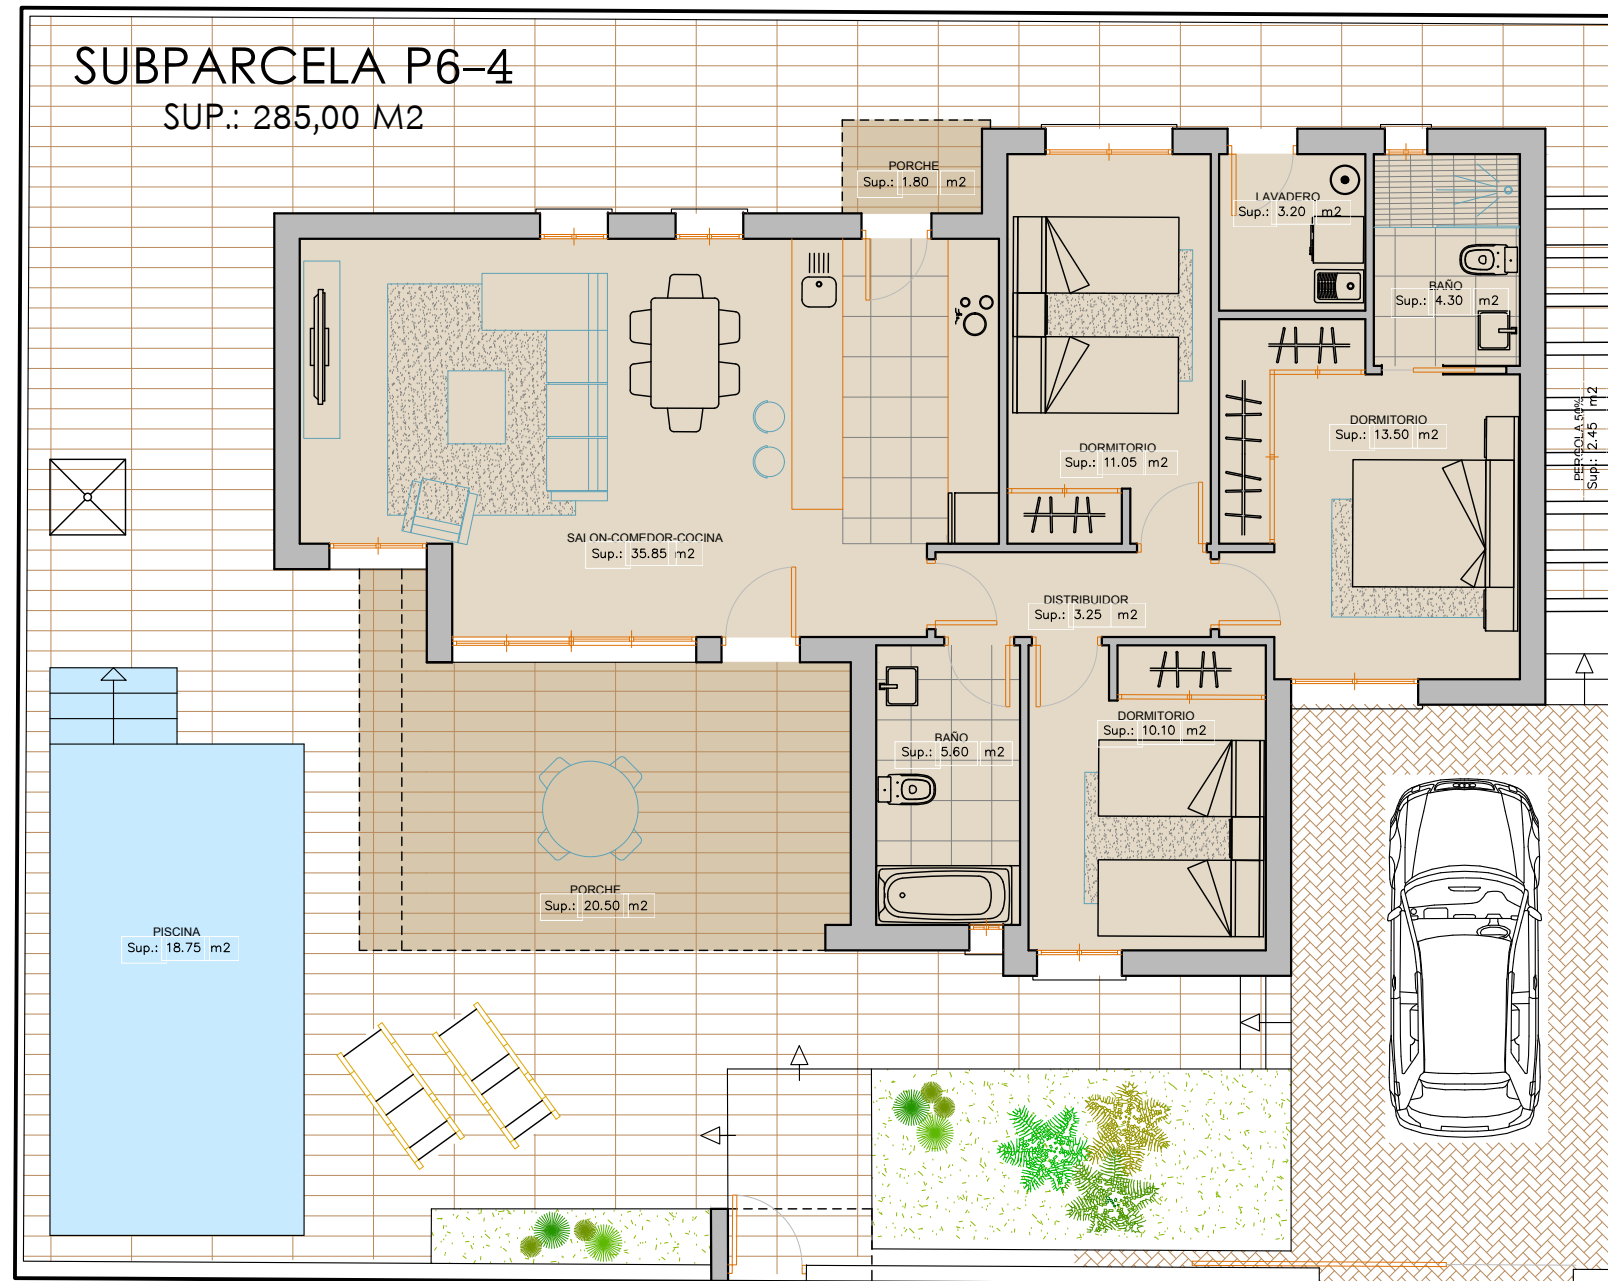 SUBPARCELA P6-4
SUP.: 285,00 M2
PORCHE
Sup.: 1.80 m2
LAVADERO
Sup.: 3.20 m2
BAÑO
Sup.: 4.30 m2
DORMITORIO
Sup.: 11.05 m2
DORMITORIO
Sup.: 13.50 m2
PERGOLA 50%
Sup.: 2.45 m2
SALON-COMEDOR-COCINA
Sup.: 35.85 m2
DISTRIBUIDOR
Sup.: 3.25 m2
DORMITORIO
Sup.: 10.10 m2
BAÑO
Sup.: 5.60 m2
PORCHE
Sup.: 20.50 m2
PISCINA
Sup.: 18.75 m2